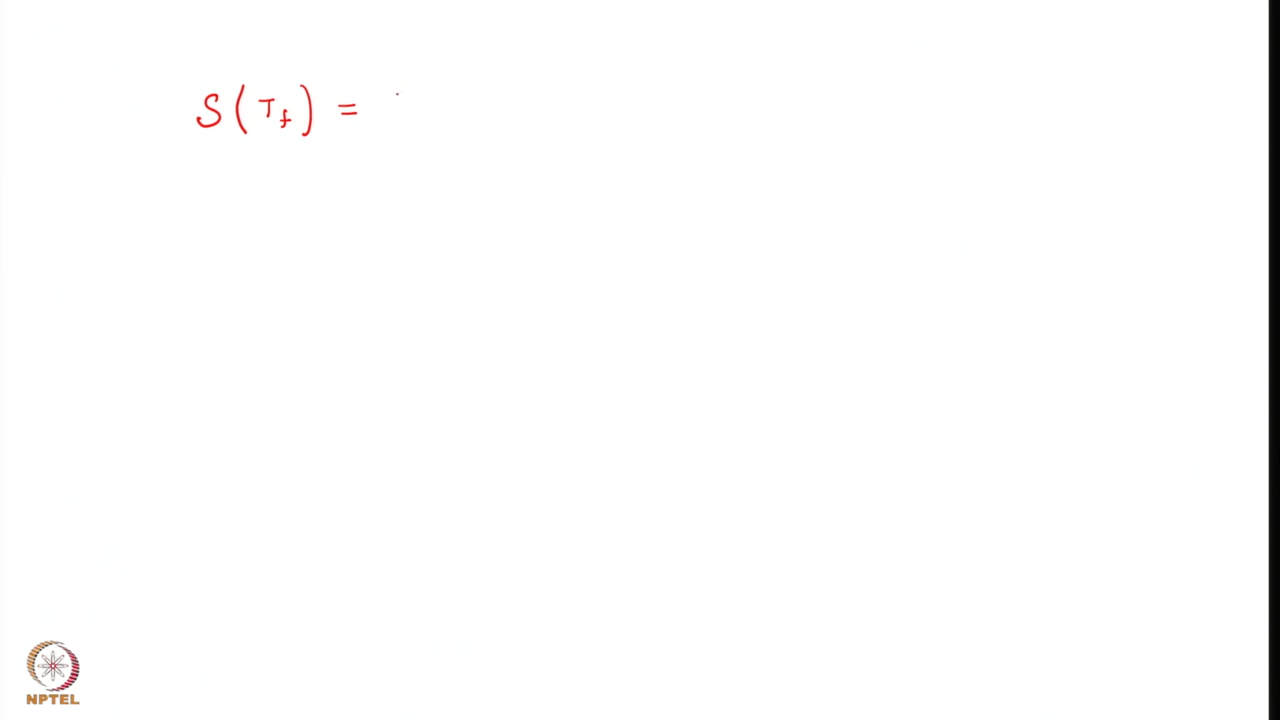 S(T_f) =
NPTEL